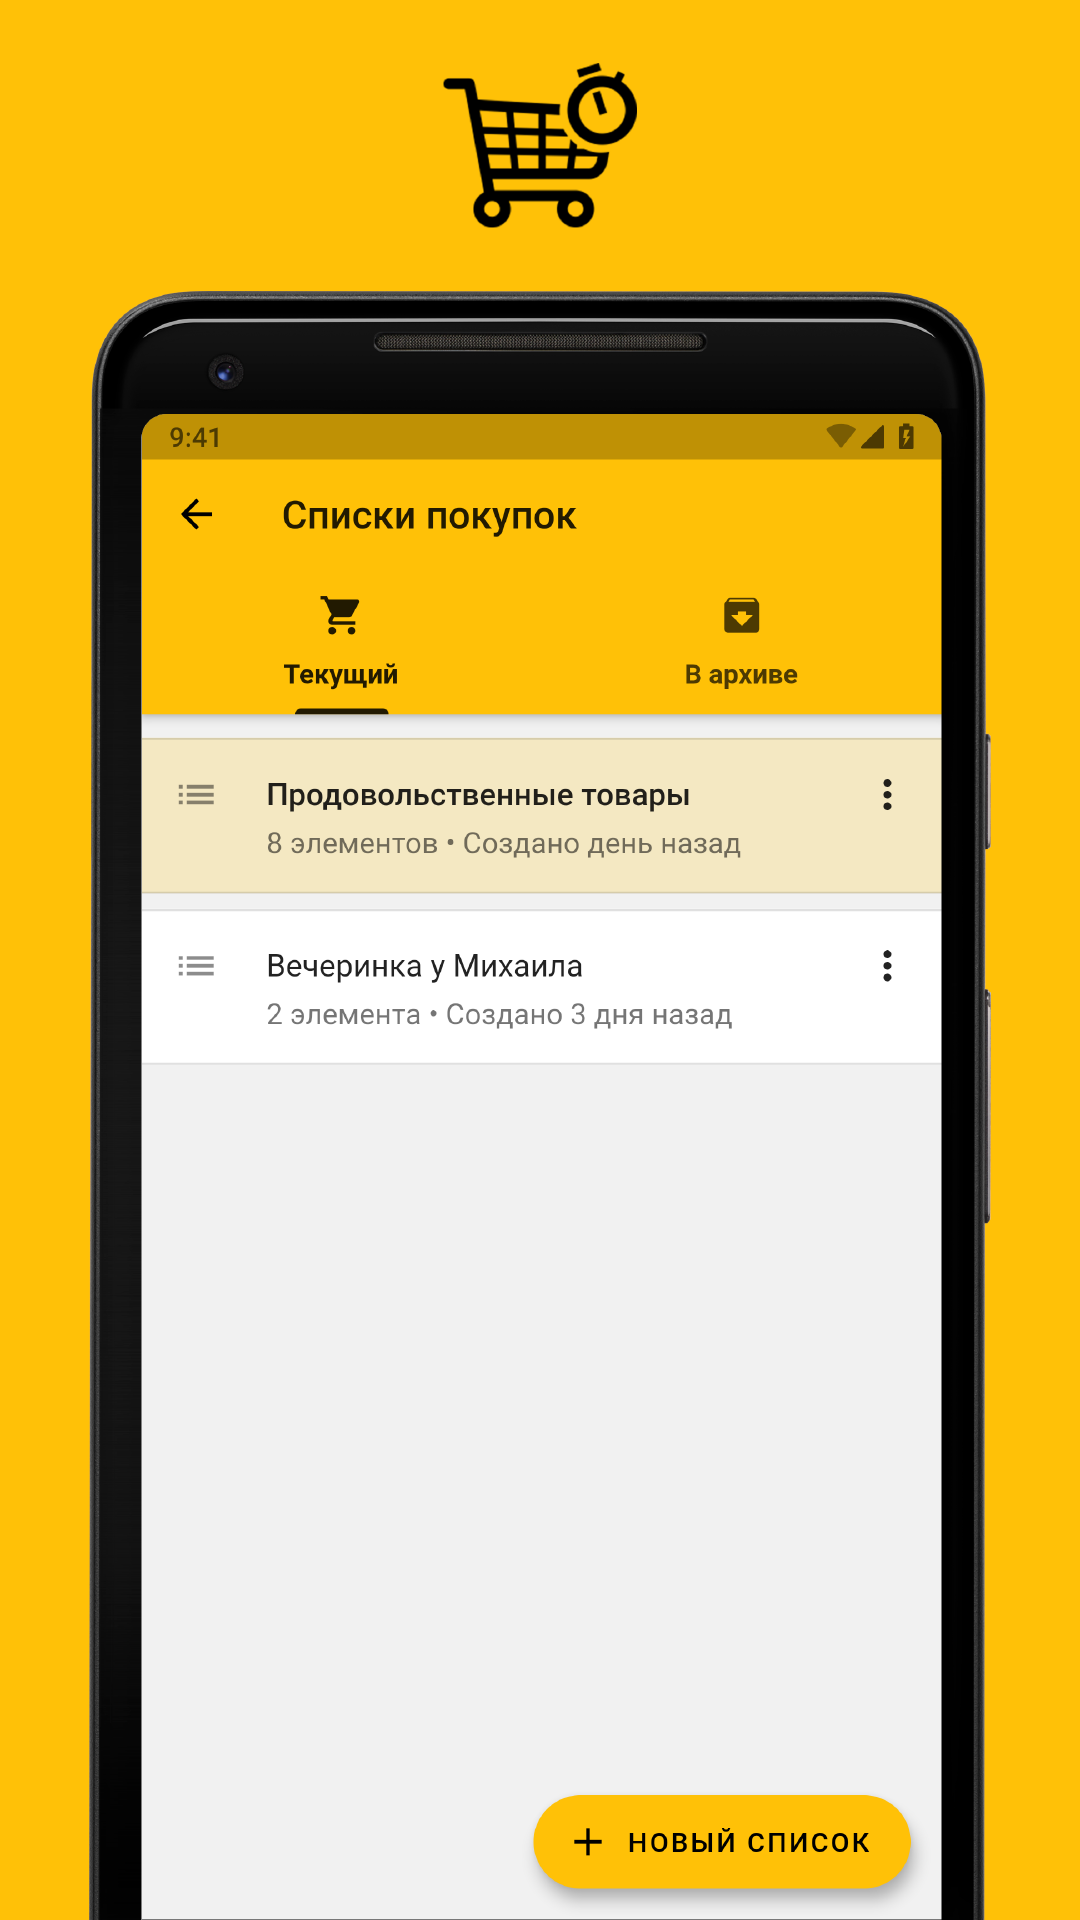 9:41
Списки покупок
Текущий
В архиве
Продовольственные товары
8 элементов • Создано день назад
Вечеринка у Михаила
2 элемента • Создано 3 дня назад
НОВЫЙ СПИСОК